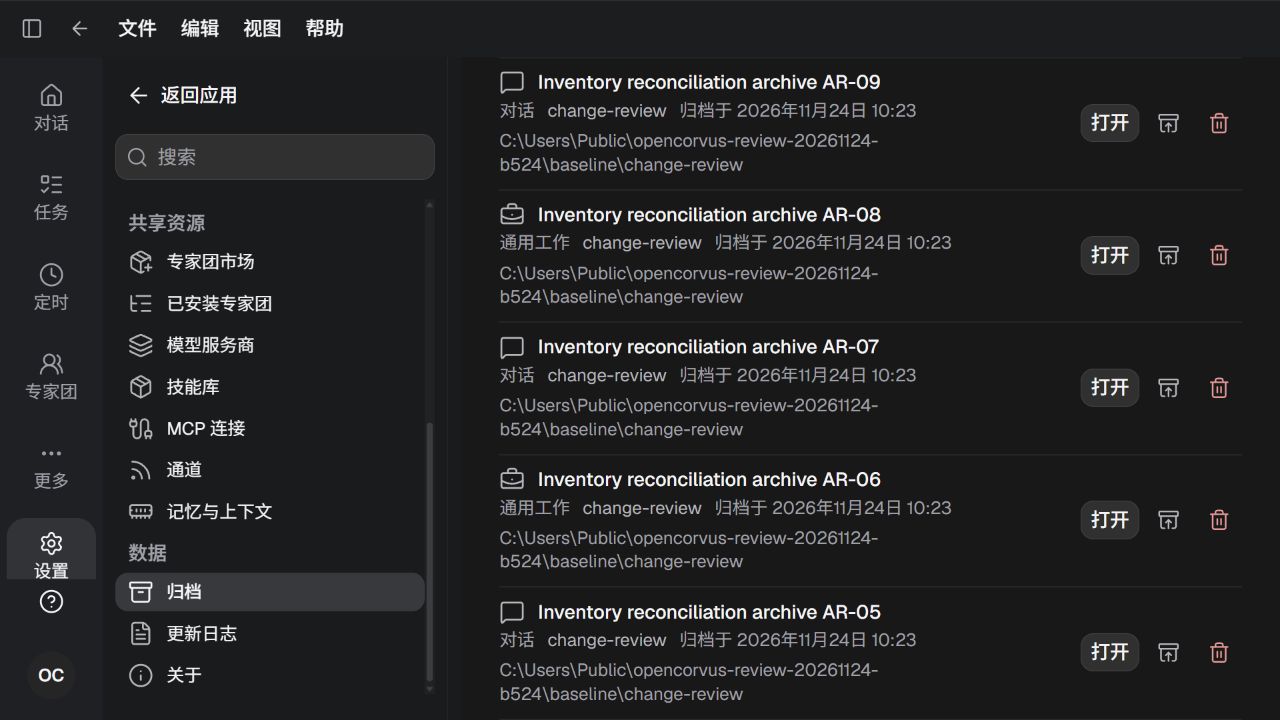 文件 编辑 视图 帮助
对话
任务
定时
专家团
更多
设置
OC
返回应用
搜索
共享资源
专家团市场
已安装专家团
模型服务商
技能库
MCP 连接
通道
记忆与上下文
数据
归档
更新日志
关于
Inventory reconciliation archive AR-09
对话 change-review 归档于 2026年11月24日 10:23
C:\Users\Public\opencorvus-review-20261124-
b524\baseline\change-review
打开
Inventory reconciliation archive AR-08
通用工作 change-review 归档于 2026年11月24日 10:23
C:\Users\Public\opencorvus-review-20261124-
b524\baseline\change-review
打开
Inventory reconciliation archive AR-07
对话 change-review 归档于 2026年11月24日 10:23
C:\Users\Public\opencorvus-review-20261124-
b524\baseline\change-review
打开
Inventory reconciliation archive AR-06
通用工作 change-review 归档于 2026年11月24日 10:23
C:\Users\Public\opencorvus-review-20261124-
b524\baseline\change-review
打开
Inventory reconciliation archive AR-05
对话 change-review 归档于 2026年11月24日 10:23
C:\Users\Public\opencorvus-review-20261124-
b524\baseline\change-review
打开